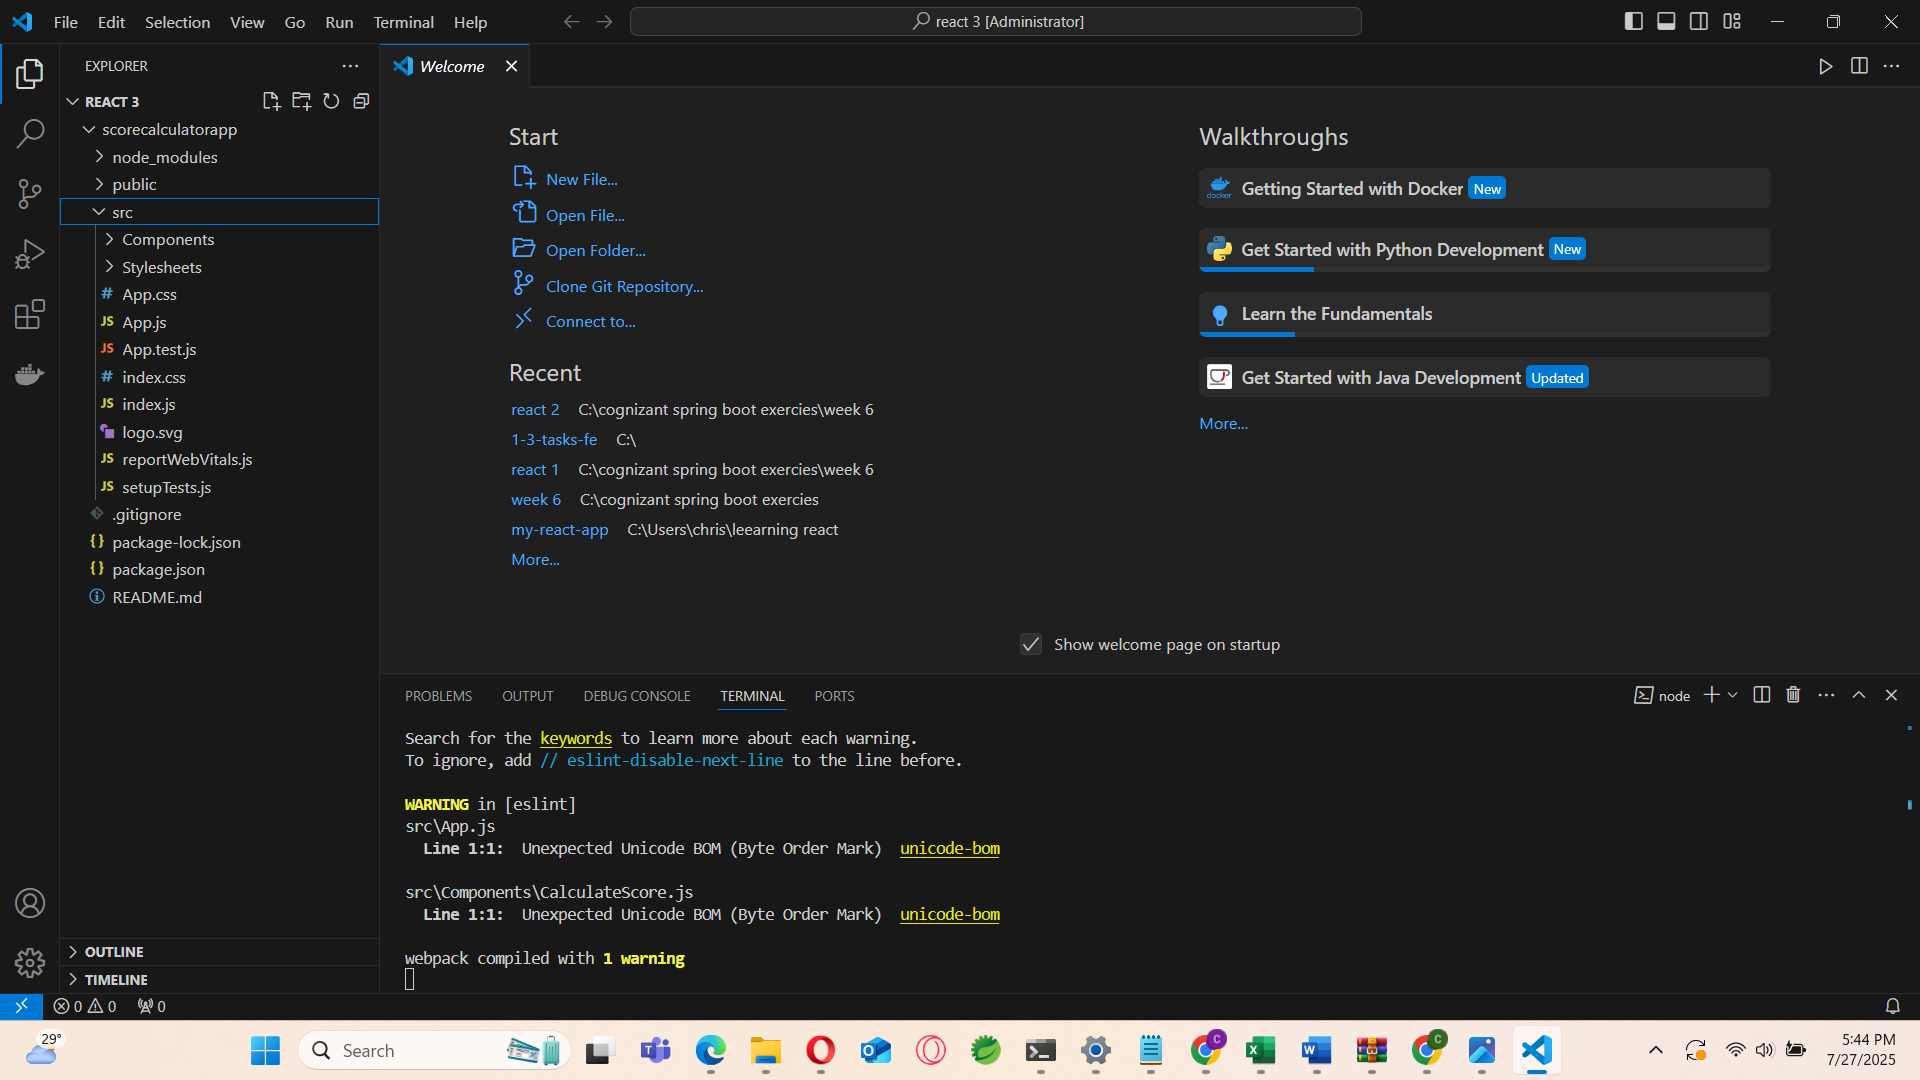 File Edit Selection View Go Run Terminal Help
react 3 [Administrator]
EXPLORER
REACT 3
scorecalculatorapp
node_modules
public
src
Components
Stylesheets
# App.css
JS App.js
JS App.test.js
# index.css
JS index.js
logo.svg
JS reportWebVitals.js
JS setupTests.js
.gitignore
{} package-lock.json
{} package.json
README.md
OUTLINE
TIMELINE
Welcome
Start
New File...
Open File...
Open Folder...
Clone Git Repository...
Connect to...
Recent
react 2 C:\cognizant spring boot exercies\week 6
1-3-tasks-fe C:\
react 1 C:\cognizant spring boot exercies\week 6
week 6 C:\cognizant spring boot exercies
my-react-app C:\Users\chris\leearning react
More...
Walkthroughs
docker Getting Started with Docker New
Get Started with Python Development New
Learn the Fundamentals
Get Started with Java Development Updated
More...
Show welcome page on startup
PROBLEMS OUTPUT DEBUG CONSOLE TERMINAL PORTS
node
Search for the keywords to learn more about each warning.
To ignore, add // eslint-disable-next-line to the line before.
WARNING in [eslint]
src\App.js
Line 1:1: Unexpected Unicode BOM (Byte Order Mark) unicode-bom
src\Components\CalculateScore.js
Line 1:1: Unexpected Unicode BOM (Byte Order Mark) unicode-bom
webpack compiled with 1 warning
0 0 0
29°
Search
C
C
5:44 PM
7/27/2025